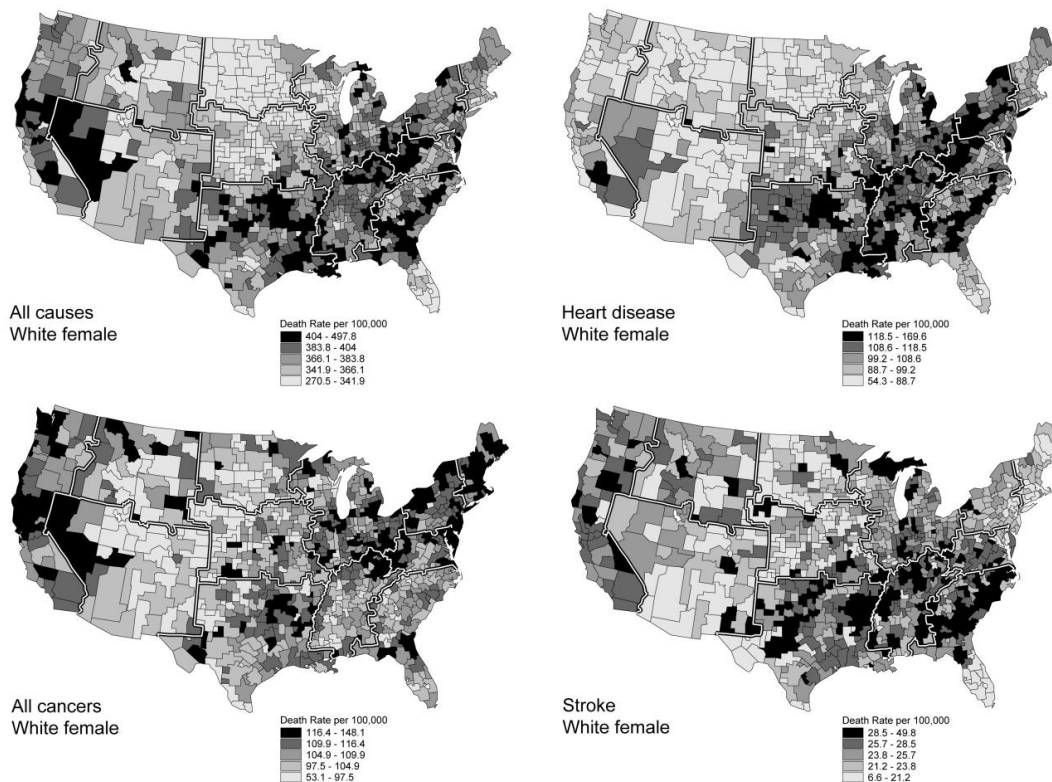 All causes
White female
Death Rate per 100,000
404 - 497.8
383.8 - 404
366.1 - 383.8
341.9 - 366.1
270.5 - 341.9
Heart disease
White female
Death Rate per 100,000
118.5 - 169.6
108.6 - 118.5
99.2 - 108.6
88.7 - 99.2
54.3 - 88.7
All cancers
White female
Death Rate per 100,000
116.4 - 148.1
109.9 - 116.4
104.9 - 109.9
97.5 - 104.9
53.1 - 97.5
Stroke
White female
Death Rate per 100,000
28.5 - 49.8
25.7 - 28.5
23.8 - 25.7
21.2 - 23.8
6.6 - 21.2